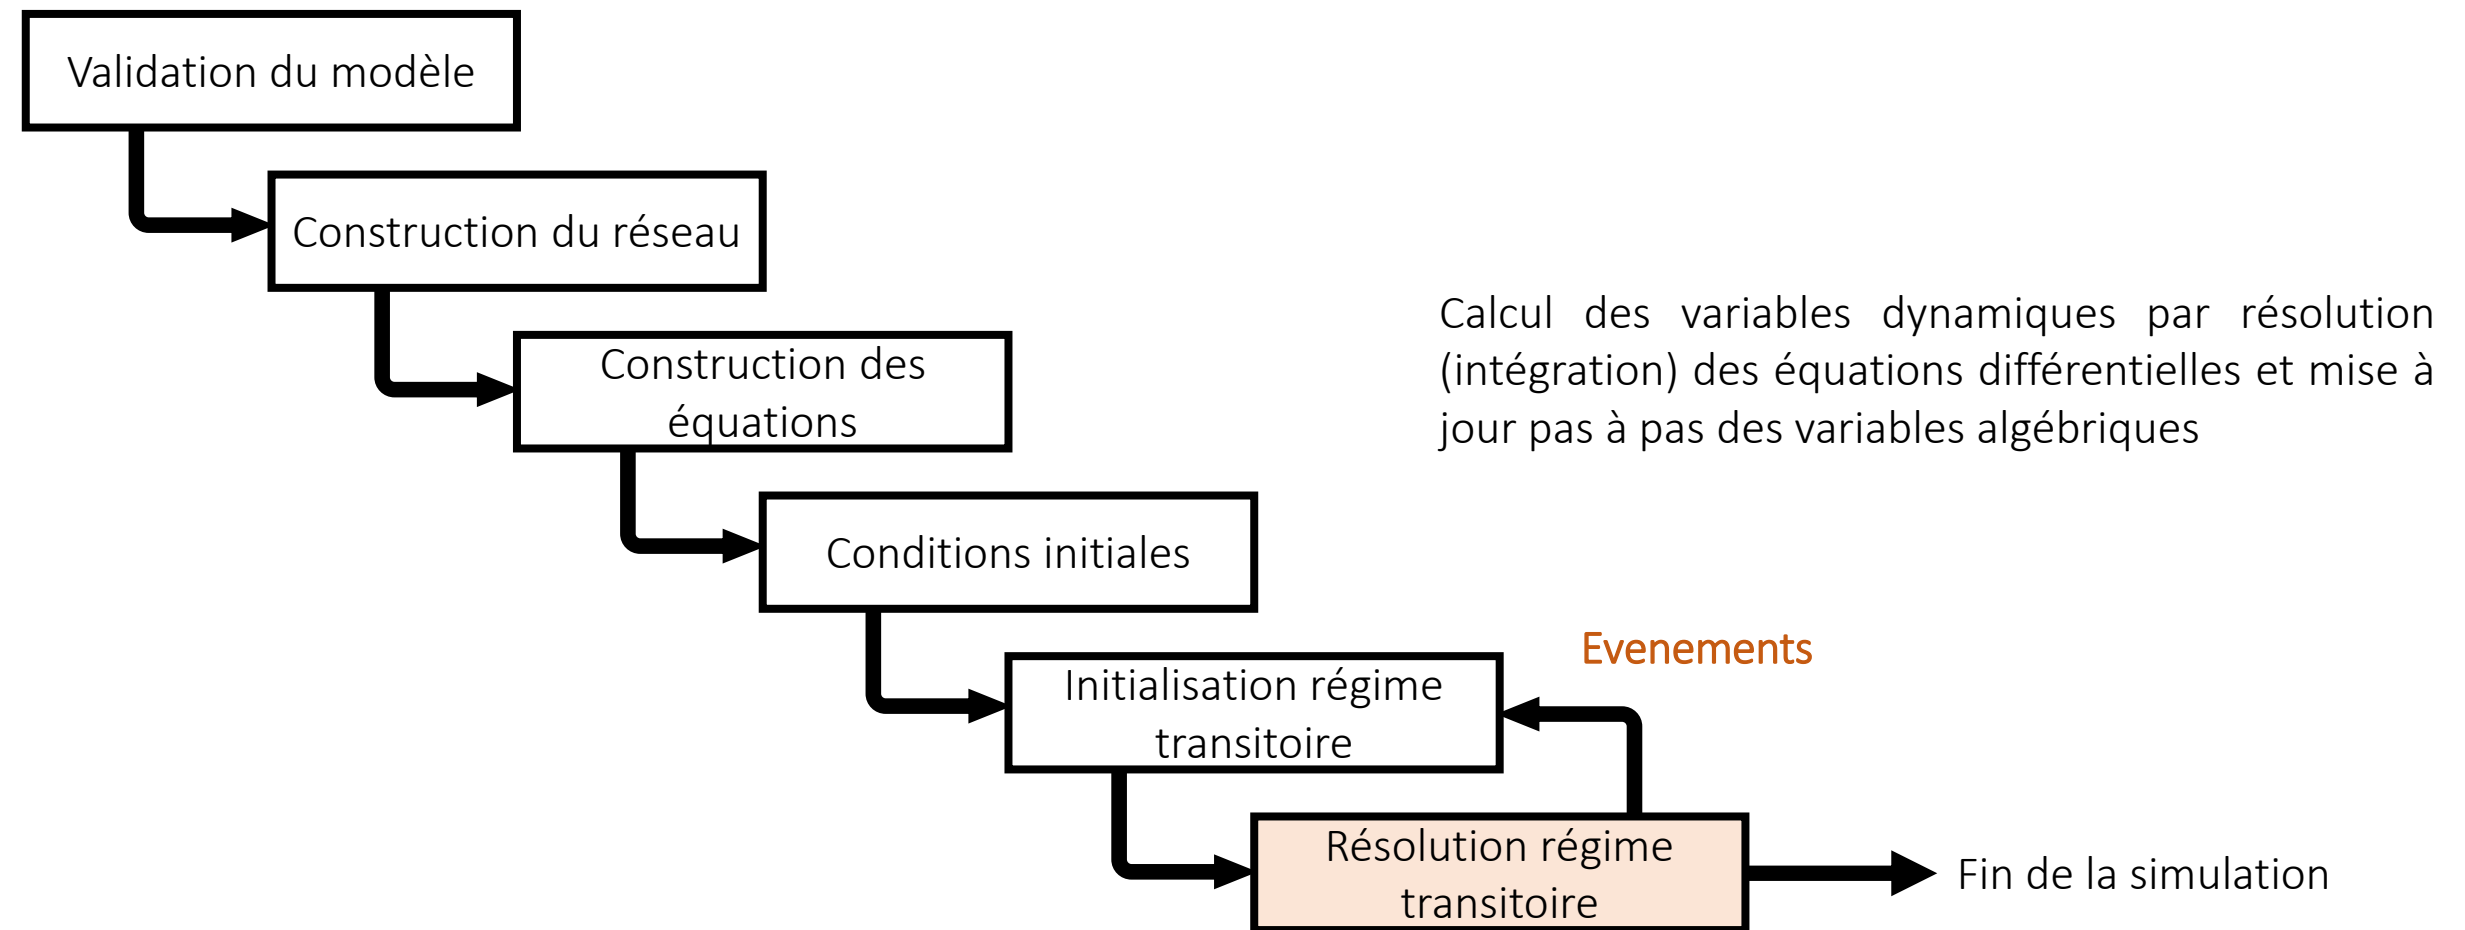 Validation du modèle
Construction du réseau
Construction des
équations
Calcul des variables dynamiques par résolution
(intégration) des équations différentielles et mise à
jour pas à pas des variables algébriques
Conditions initiales
Evenements
Initialisation régime
transitoire
Résolution régime
transitoire
Fin de la simulation